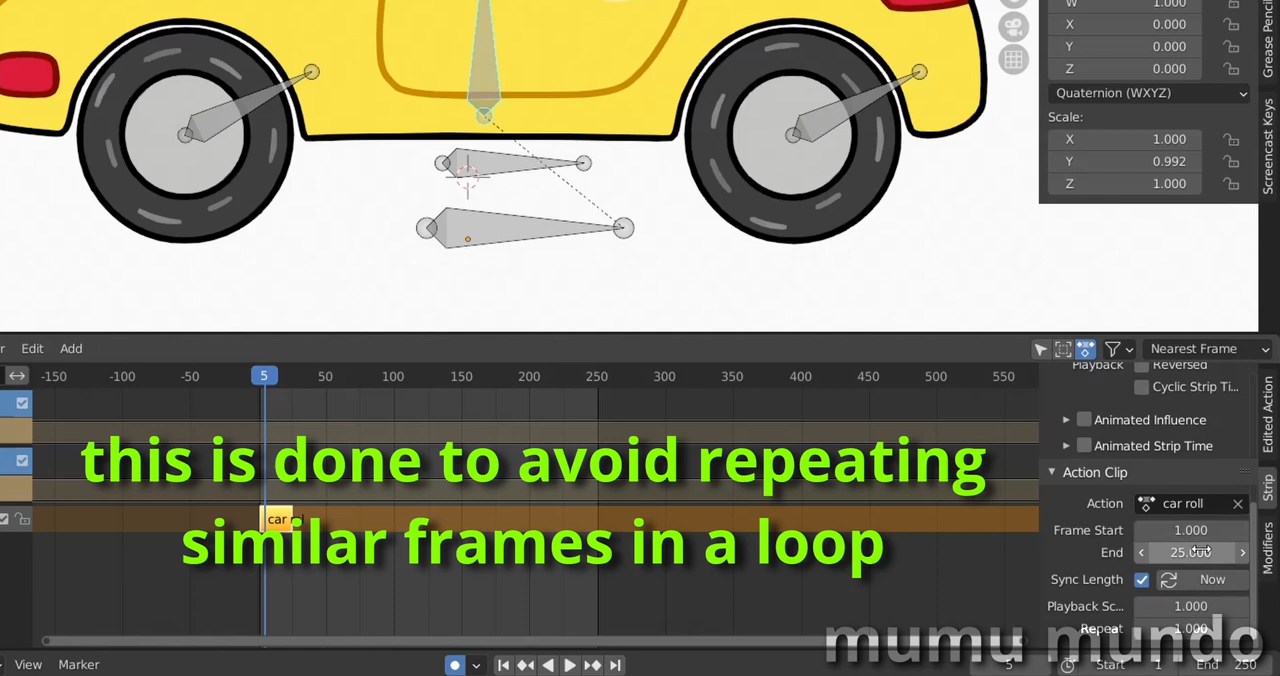 W 1.000
X 0.000
Y 0.000
Z 0.000
Quaternion (WXYZ)
Scale:
X 1.000
Y 0.992
Z 1.000
Grease Pencil
Screencast Keys
r Edit Add
Nearest Frame
-150 -100 -50 5 50 100 150 200 250 300 350 400 450 500 550
Playback Reversed
Cyclic Strip Ti...
Animated Influence
Animated Strip Time
Action Clip
Action car roll
Frame Start 1.000
End
Sync Length Now
Playback Sc... 1.000
Repeat 1.000
Edited Action
Strip
Modifiers
this is done to avoid repeating
similar frames in a loop
mumu mundo
View Marker
5 Start 1 End 250